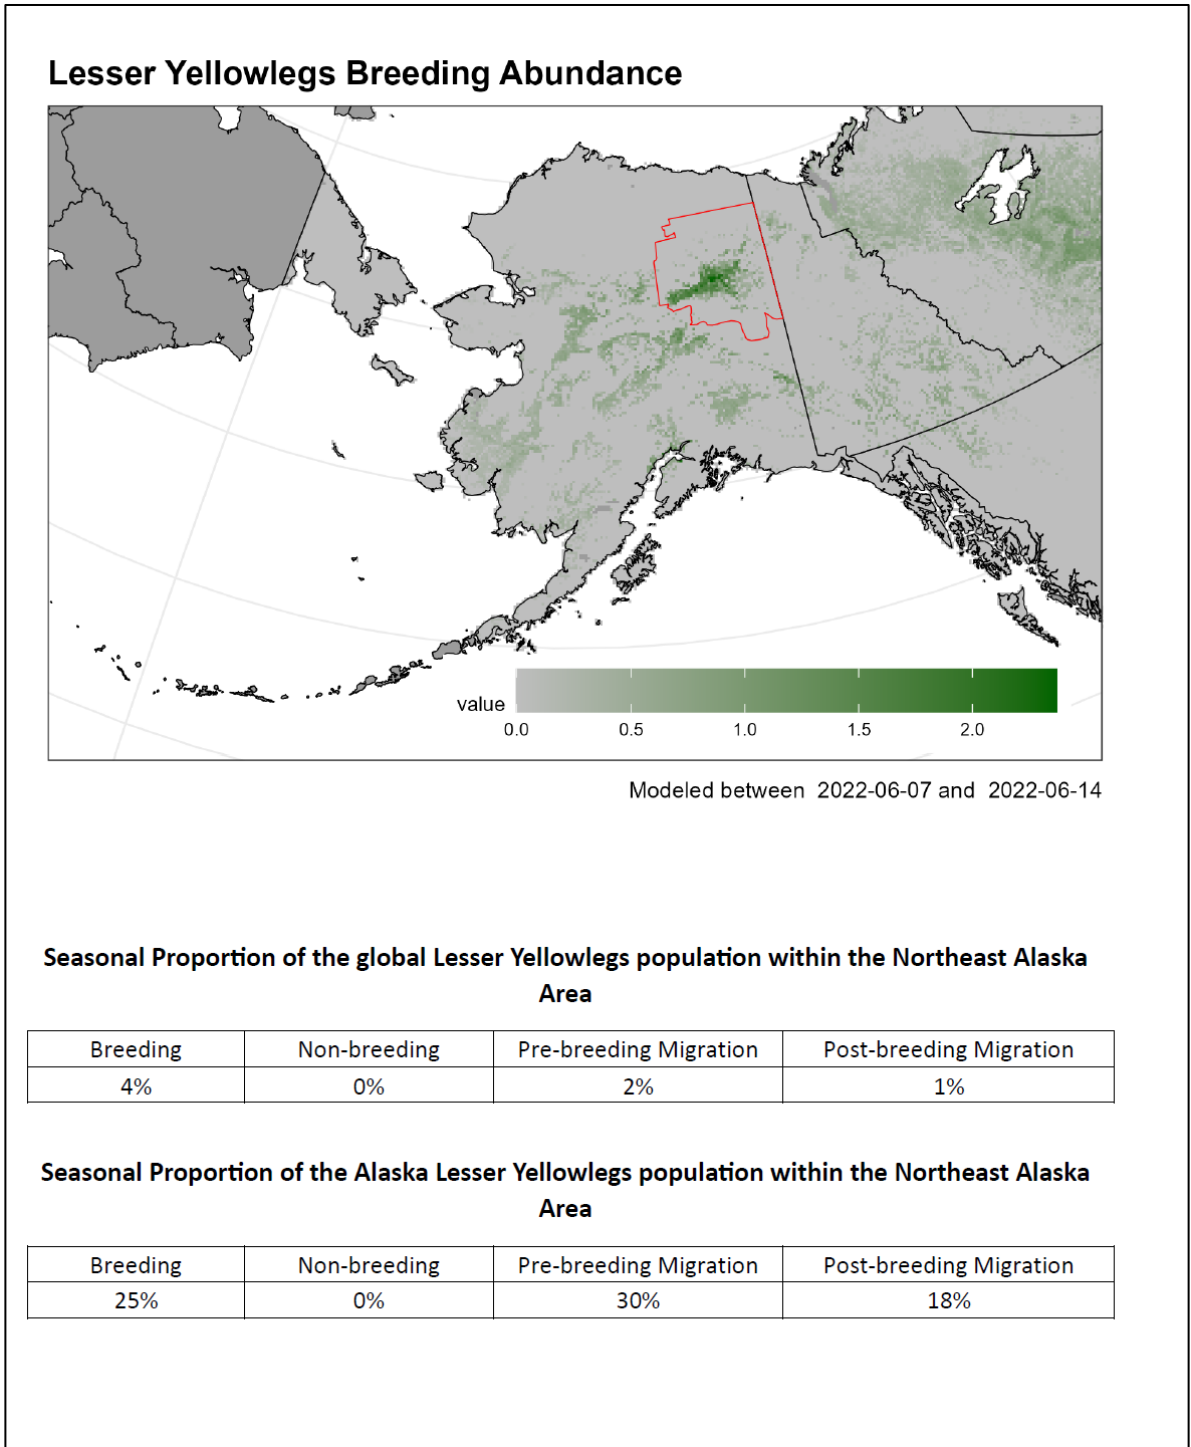 Lesser Yellowlegs Breeding Abundance
value
0.0 0.5 1.0 1.5 2.0
Modeled between 2022-06-07 and 2022-06-14
Seasonal Proportion of the global Lesser Yellowlegs population within the Northeast Alaska
Area
Breeding Non-breeding Pre-breeding Migration Post-breeding Migration
4% 0% 2% 1%
Seasonal Proportion of the Alaska Lesser Yellowlegs population within the Northeast Alaska
Area
Breeding Non-breeding Pre-breeding Migration Post-breeding Migration
25% 0% 30% 18%